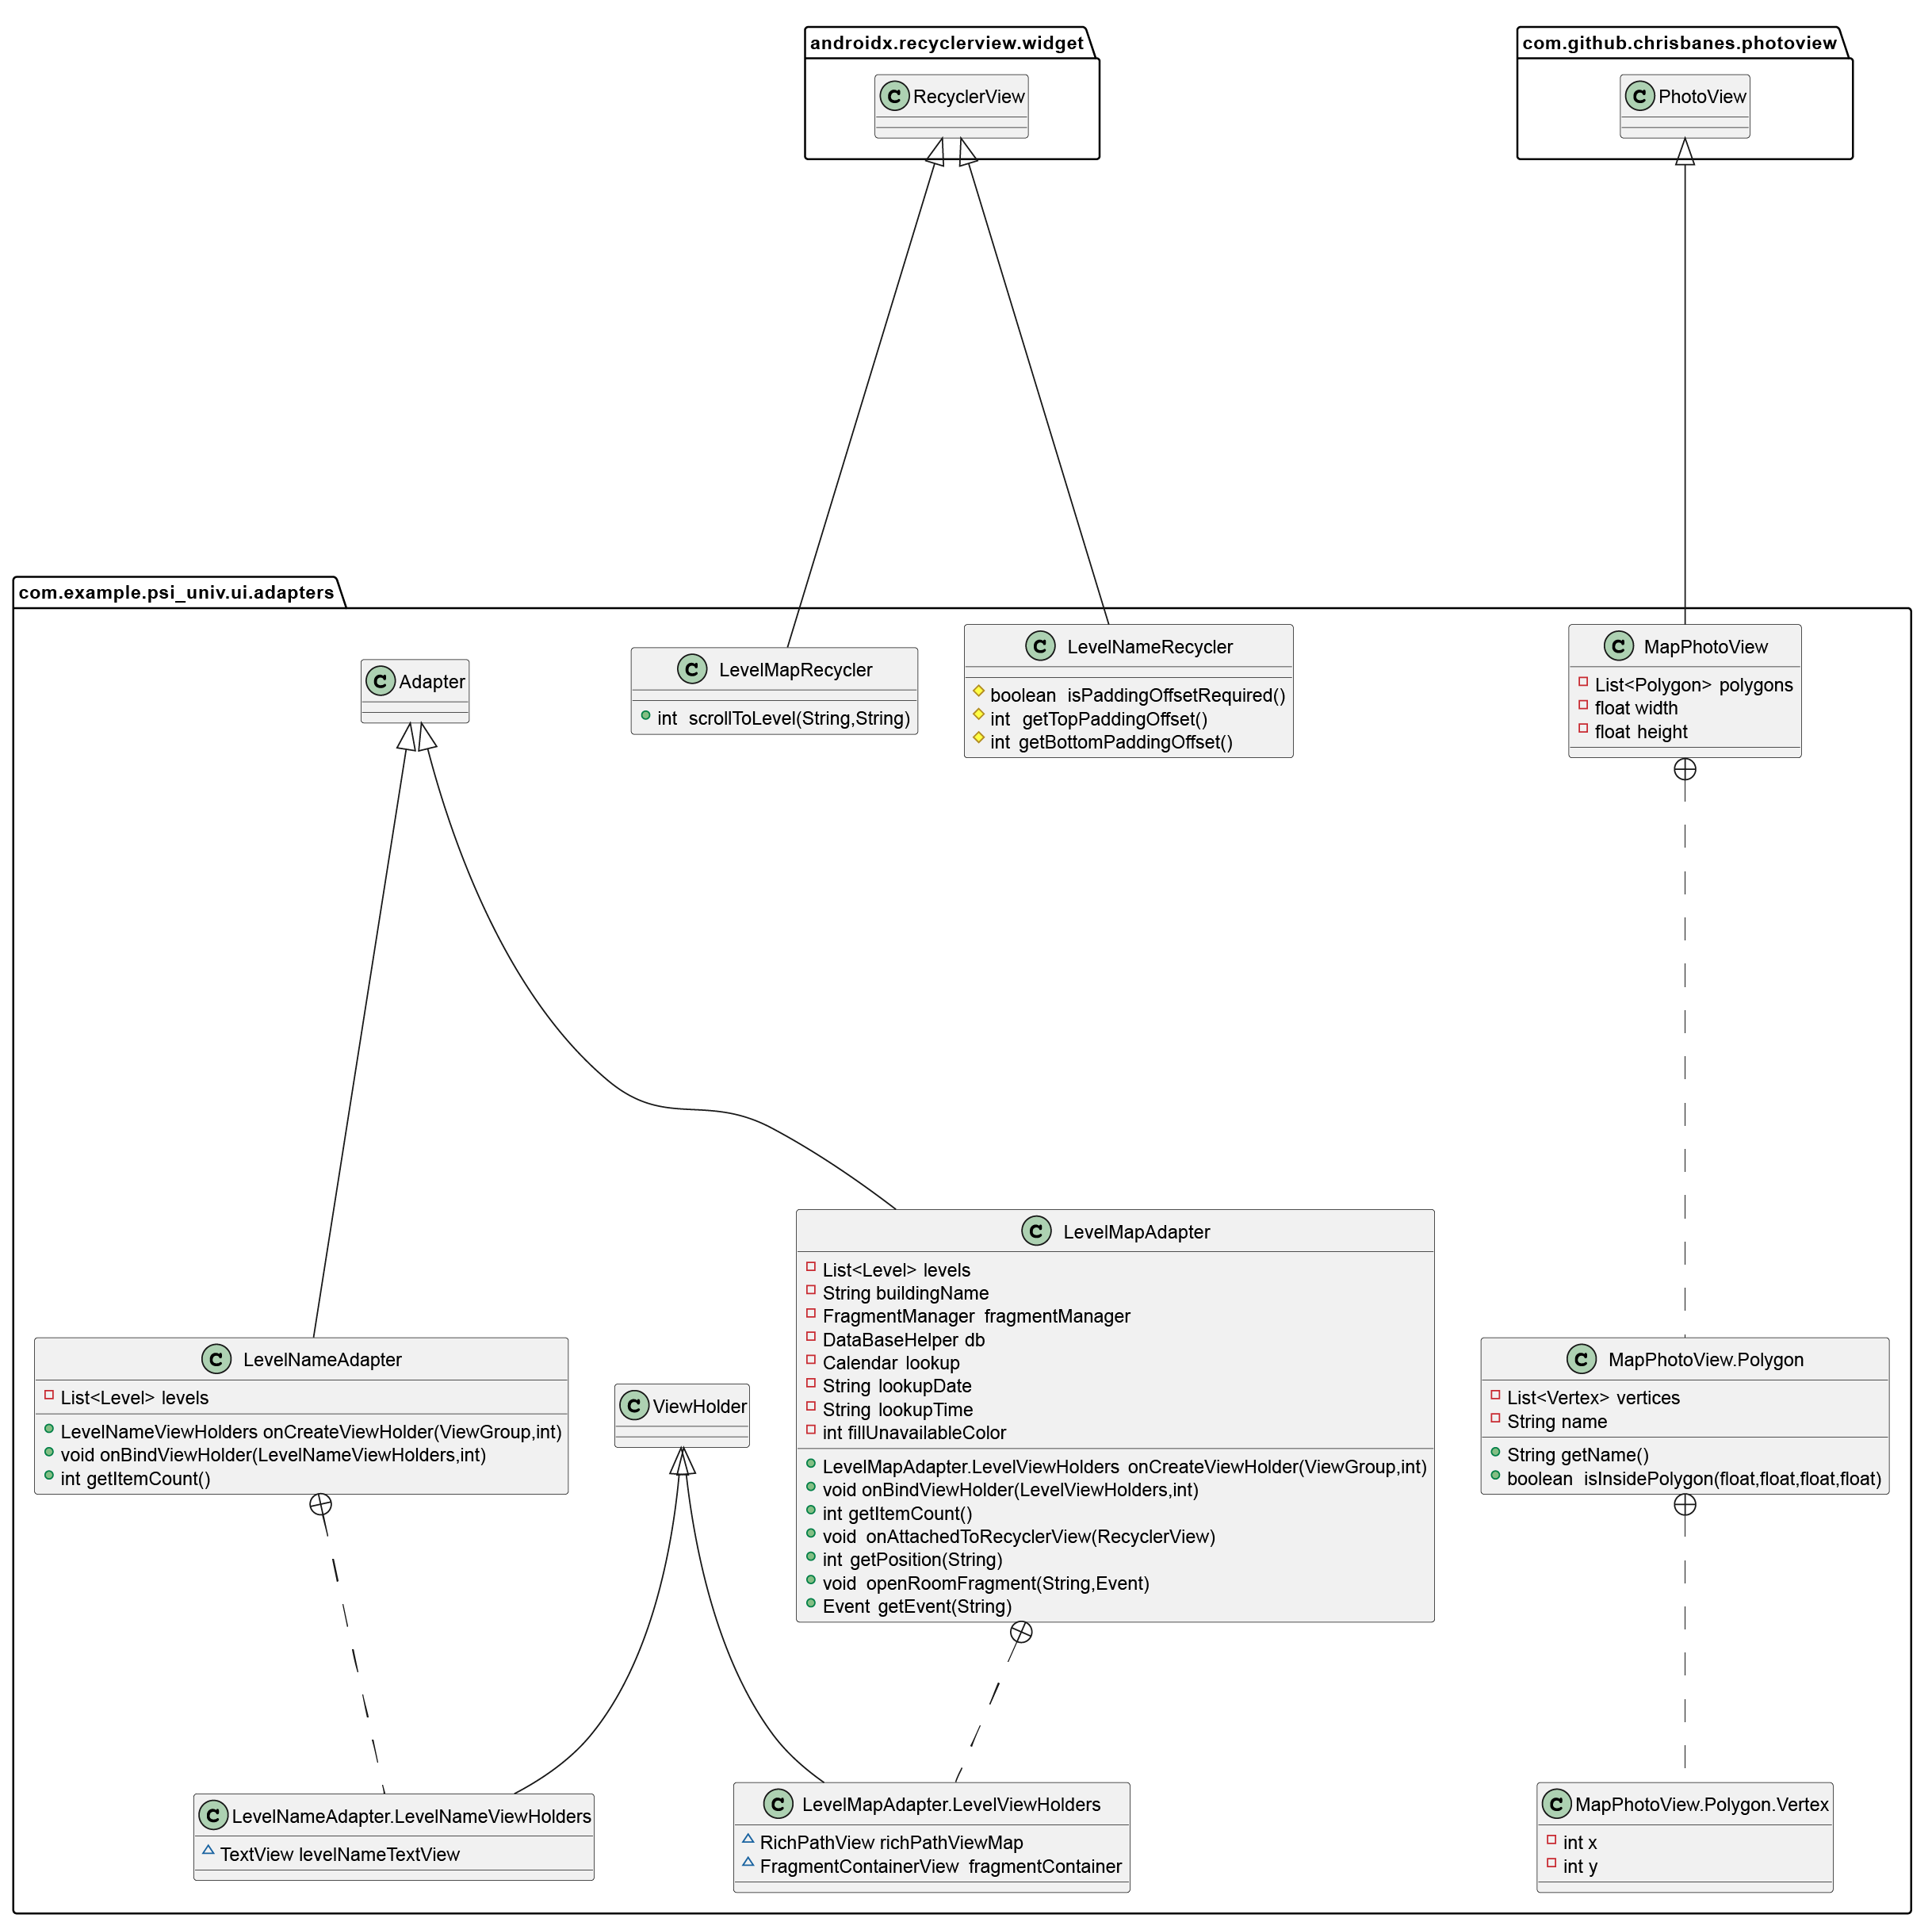 androidx.recyclerview.widget
C RecyclerView
com.github.chrisbanes.photoview
C PhotoView
com.example.psi_univ.ui.adapters
C Adapter
C LevelMapRecycler
int scrollToLevel(String,String)
C LevelNameRecycler
boolean isPaddingOffsetRequired()
int getTopPaddingOffset()
int getBottomPaddingOffset()
C MapPhotoView
List<Polygon> polygons
float width
float height
C LevelNameAdapter
List<Level> levels
LevelNameViewHolders onCreateViewHolder(ViewGroup,int)
void onBindViewHolder(LevelNameViewHolders,int)
int getItemCount()
C ViewHolder
C LevelMapAdapter
List<Level> levels
String buildingName
FragmentManager fragmentManager
DataBaseHelper db
Calendar lookup
String lookupDate
String lookupTime
int fillUnavailableColor
LevelMapAdapter.LevelViewHolders onCreateViewHolder(ViewGroup,int)
void onBindViewHolder(LevelViewHolders,int)
int getItemCount()
void onAttachedToRecyclerView(RecyclerView)
int getPosition(String)
void openRoomFragment(String,Event)
Event getEvent(String)
C MapPhotoView.Polygon
List<Vertex> vertices
String name
String getName()
boolean isInsidePolygon(float,float,float,float)
C LevelNameAdapter.LevelNameViewHolders
TextView levelNameTextView
C LevelMapAdapter.LevelViewHolders
RichPathView richPathViewMap
FragmentContainerView fragmentContainer
C MapPhotoView.Polygon.Vertex
int x
int y